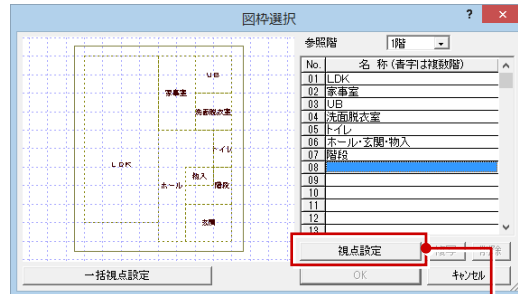 図枠選択
? ×
参照階 1階
No. 名 称(青字は複数階)
01 LDK
02 家事室
03 UB
04 洗面脱衣室
05 トイレ
06 ホール・玄関・物入
07 階段
08
09
10
11
12
13
UB
家事室
洗面脱衣室
トイレ
LDK
物入
ホール
階段
玄関
視点設定
削除
一括視点設定
OK
キャンセル